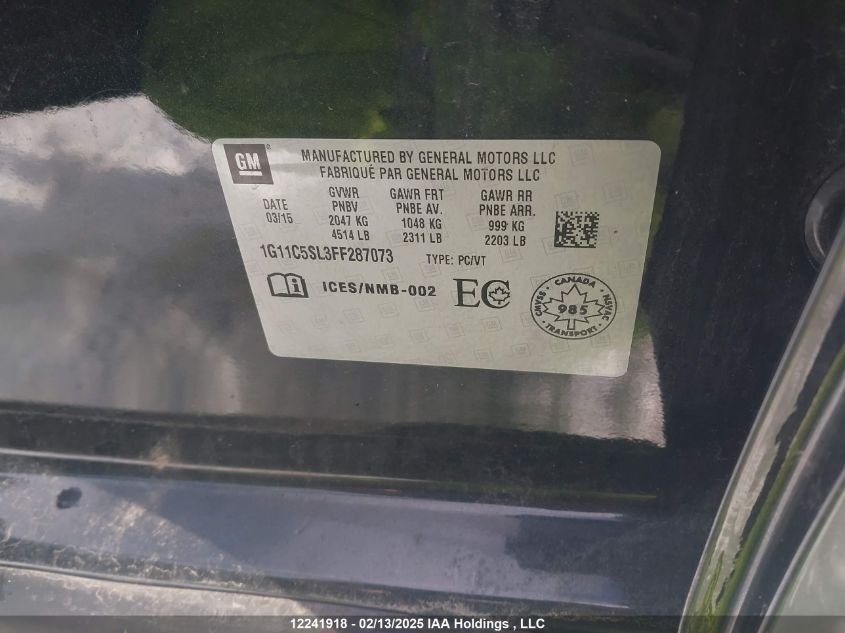 GM
MANUFACTURED BY GENERAL MOTORS LLC
FABRIQUÉ PAR GENERAL MOTORS LLC
DATE
03/15
GVWR
PNBV
2047 KG
4514 LB
GAWR FRT
PNBE AV.
1048 KG
2311 LB
GAWR RR
PNBE ARR.
999 KG
2203 LB
1G11C5SL3FF287073 TYPE: PC/VT
ICES/NMB-002
EC
CANADA
985
TRANSPORT
12241918 - 02/13/2025 IAA Holdings , LLC